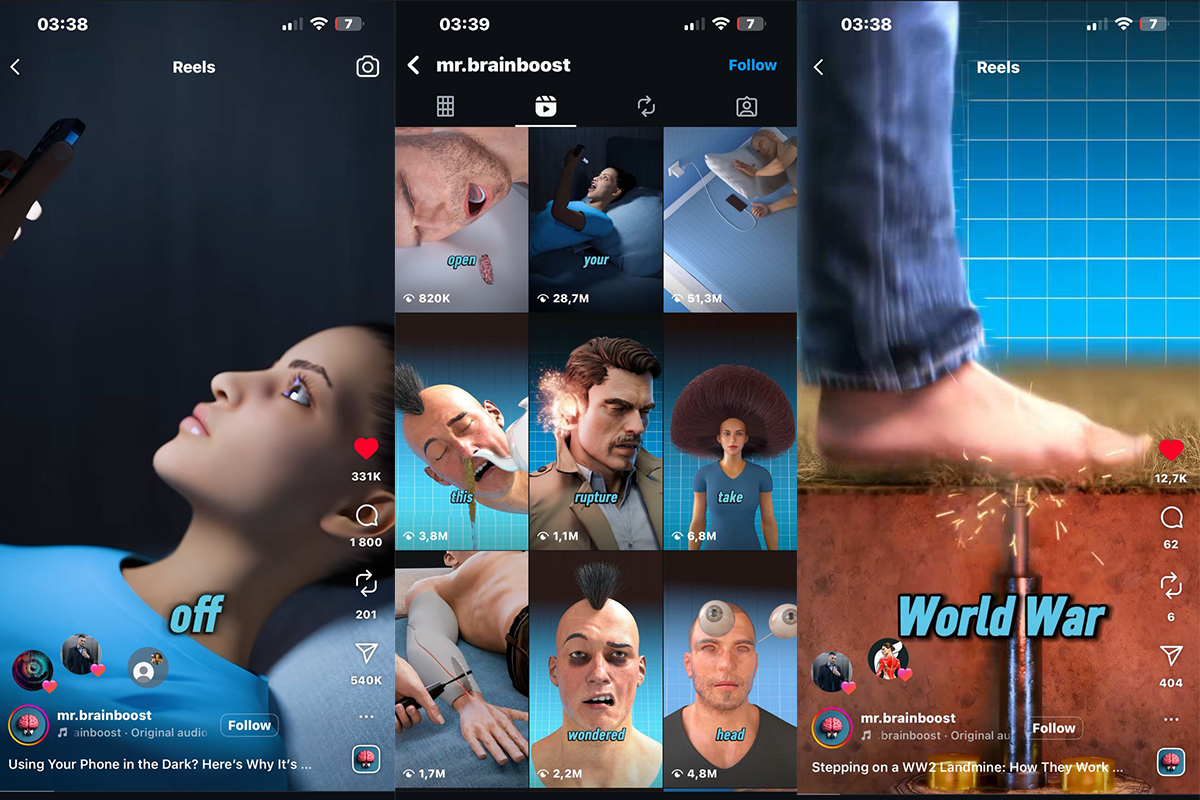 03:38
7
Reels
off
331K
1 800
201
540K
mr.brainboost
Follow
ainboost · Original audio
Using Your Phone in the Dark? Here's Why It's ...
03:39
7
mr.brainboost
Follow
open
820K
your
28,7M
51,3M
this
3,8M
rupture
1,1M
take
6,8M
1,7M
wondered
2,2M
head
4,8M
03:38
7
Reels
World War
12,7K
62
6
404
mr.brainboost
Follow
brainboost · Original au
Stepping on a WW2 Landmine: How They Work ...